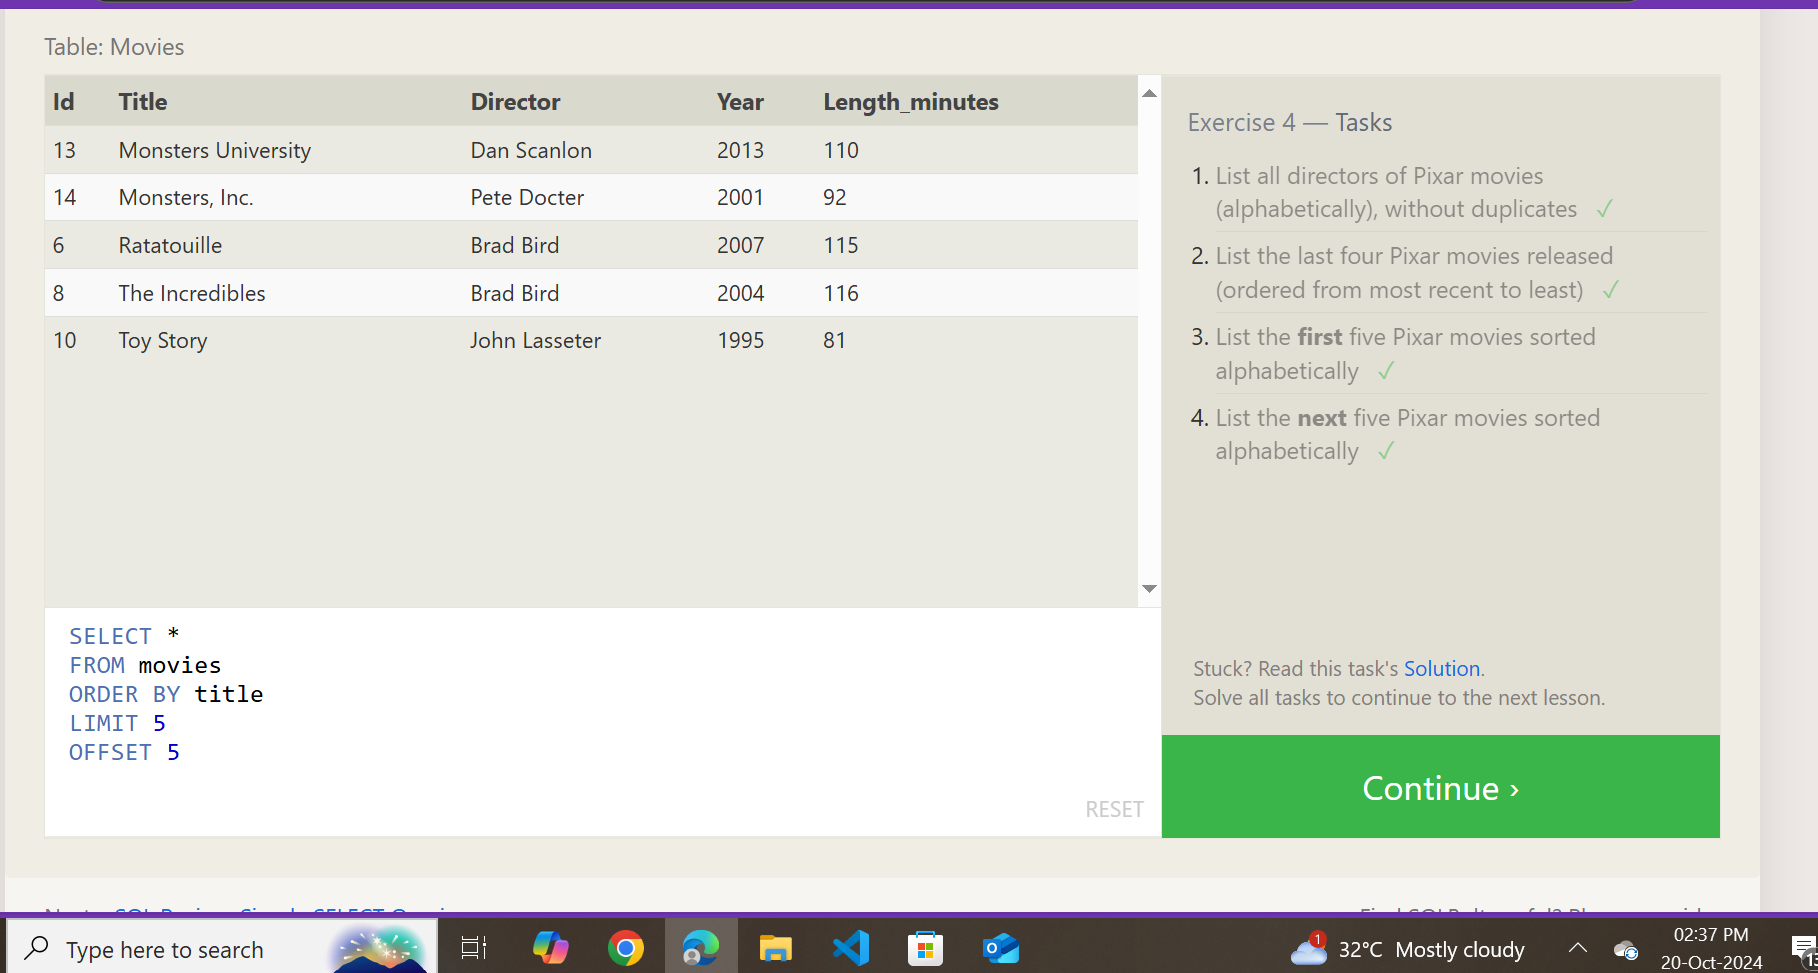 Table: Movies
Id Title Director Year Length_minutes
13 Monsters University Dan Scanlon 2013 110
14 Monsters, Inc. Pete Docter 2001 92
6 Ratatouille Brad Bird 2007 115
8 The Incredibles Brad Bird 2004 116
10 Toy Story John Lasseter 1995 81
SELECT *
FROM movies
ORDER BY title
LIMIT 5
OFFSET 5
RESET
Exercise 4 — Tasks
1. List all directors of Pixar movies
(alphabetically), without duplicates ✓
2. List the last four Pixar movies released
(ordered from most recent to least) ✓
3. List the first five Pixar movies sorted
alphabetically ✓
4. List the next five Pixar movies sorted
alphabetically ✓
Stuck? Read this task's Solution.
Solve all tasks to continue to the next lesson.
Continue ›
Type here to search
1
32°C Mostly cloudy
02:37 PM
20-Oct-2024